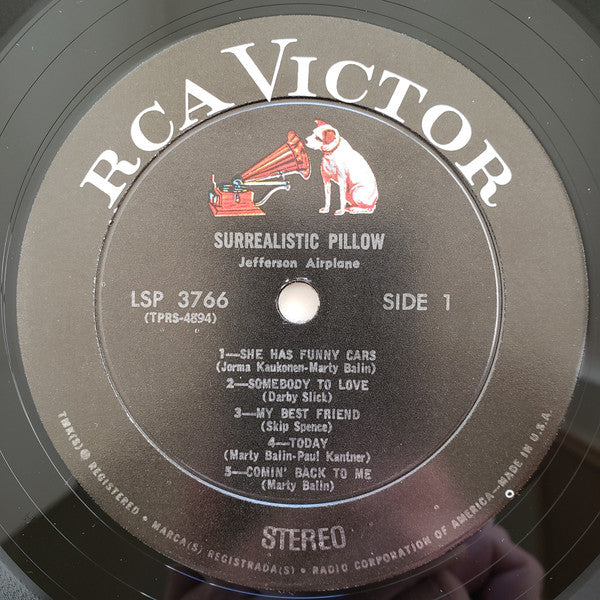 RCA VICTOR
SURREALISTIC PILLOW
Jefferson Airplane
LSP 3766
(TPRS-4894)
SIDE 1
1—SHE HAS FUNNY CARS
(Jorma Kaukonen-Marty Balin)
2—SOMEBODY TO LOVE
(Darby Slick)
3—MY BEST FRIEND
(Skip Spence)
4—TODAY
(Marty Balin-Paul Kantner)
5—COMIN' BACK TO ME
(Marty Balin)
STEREO
TMK(S) ® REGISTERED • MARCA(S) REGISTRADA(S) • RADIO CORPORATION OF AMERICA—MADE IN U.S.A.